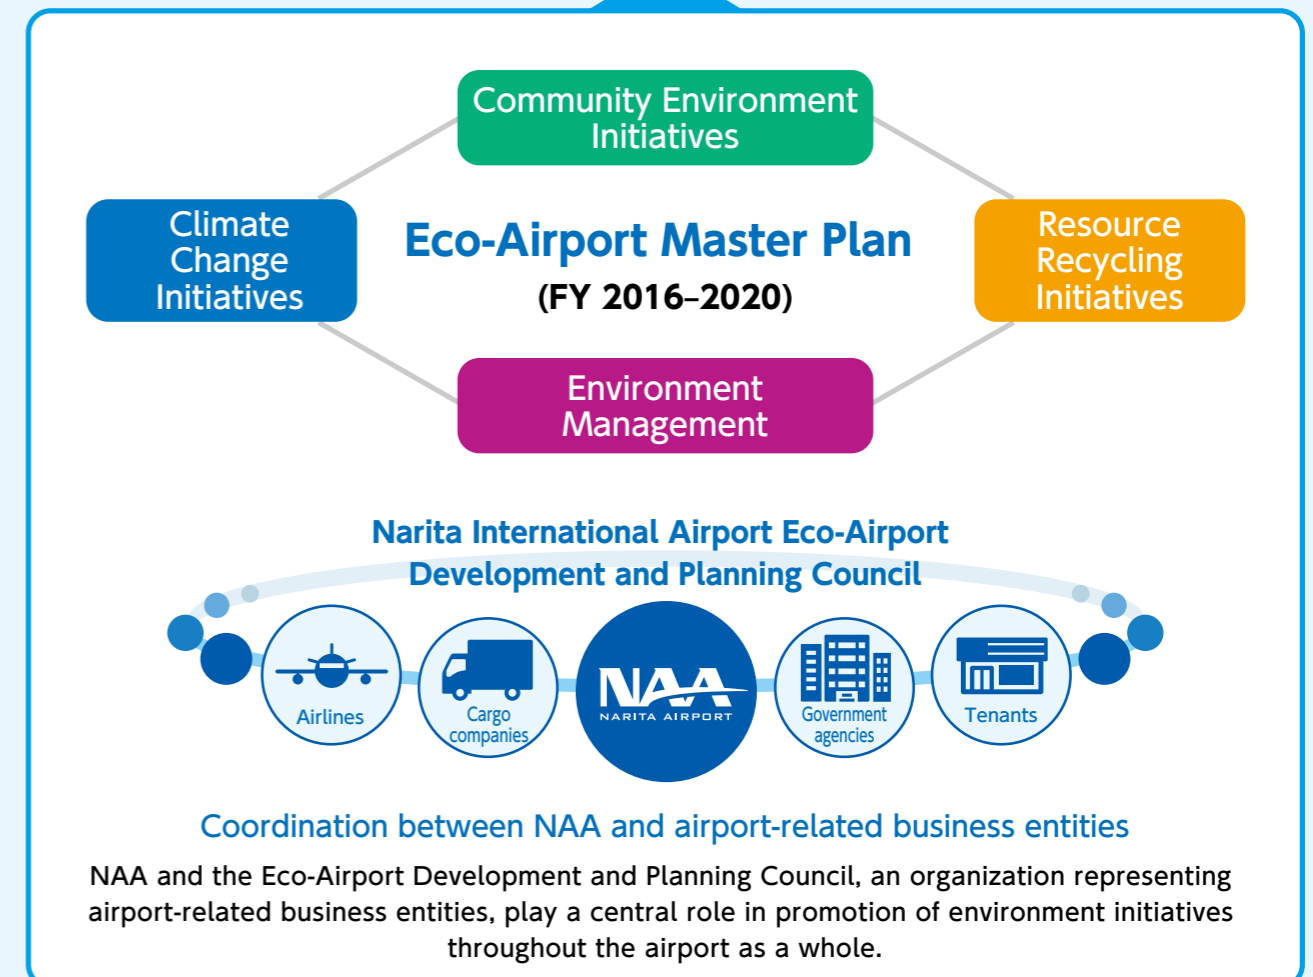 Community Environment
Initiatives
Climate
Change
Initiatives
Eco-Airport Master Plan
(FY 2016–2020)
Resource
Recycling
Initiatives
Environment
Management
Narita International Airport Eco-Airport
Development and Planning Council
Airlines
Cargo
companies
NAA
NARITA AIRPORT
Government
agencies
Tenants
Coordination between NAA and airport-related business entities
NAA and the Eco-Airport Development and Planning Council, an organization representing
airport-related business entities, play a central role in promotion of environment initiatives
throughout the airport as a whole.